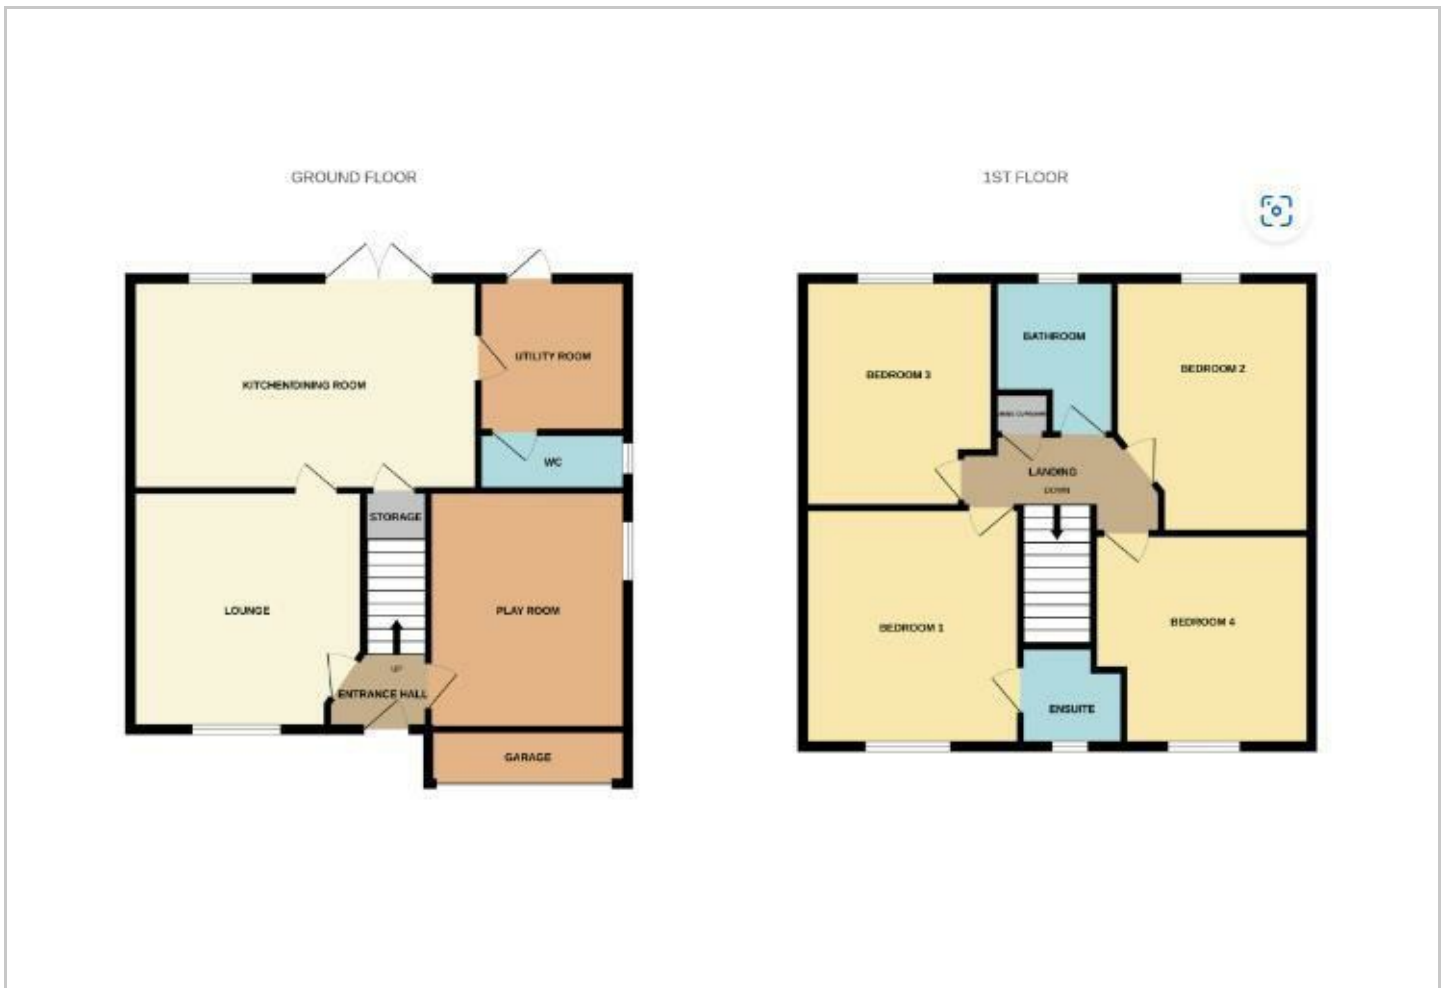 GROUND FLOOR
KITCHEN/DINING ROOM
UTILITY ROOM
WC
STORAGE
LOUNGE
PLAY ROOM
UP
ENTRANCE HALL
GARAGE
1ST FLOOR
BEDROOM 3
BATHROOM
BEDROOM 2
LANDING
DOWN
BEDROOM 1
BEDROOM 4
ENSUITE